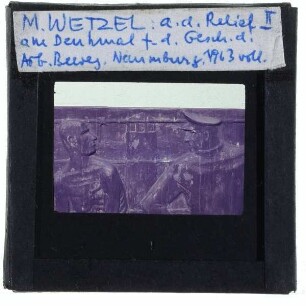 M. WETZEL: a. d. Relief II
am Denkmal f. d. Gesch. d.
Arb. Beweg. Naumburg, 1963 voll.